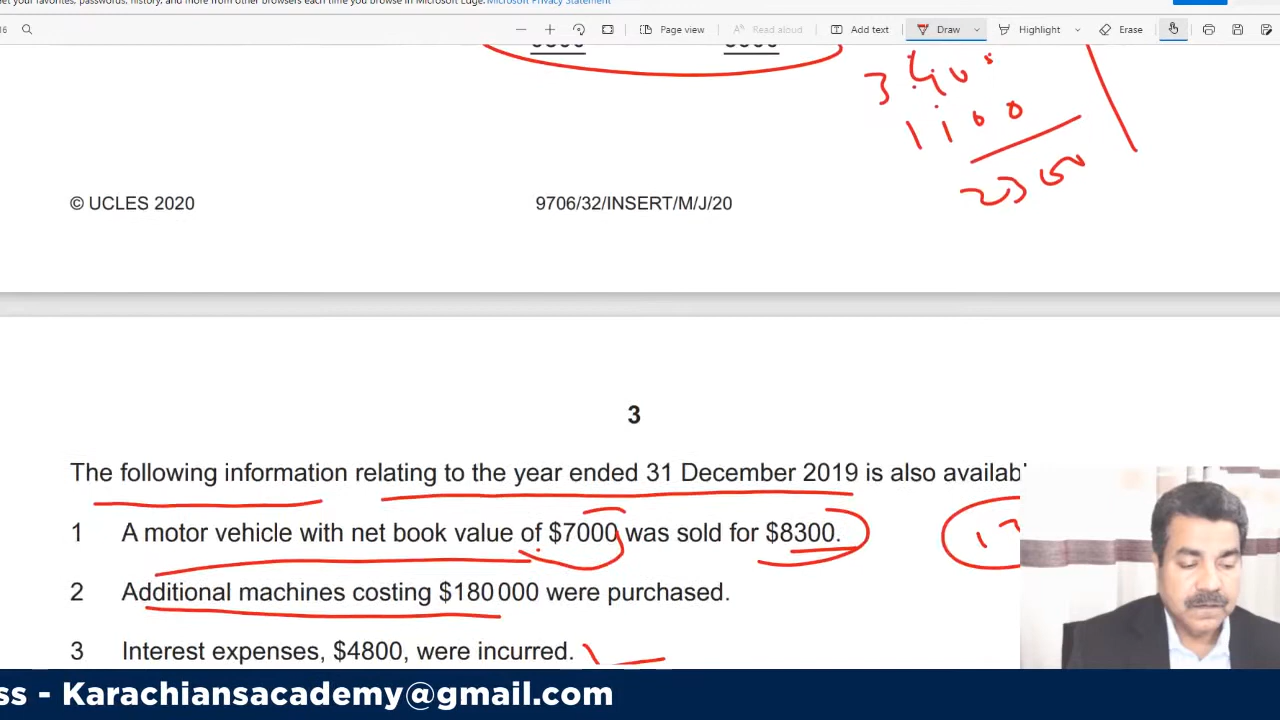 get your favorites, passwords, history, and more from other browsers each time you browse in Microsoft Edge. Microsoft Privacy Statement
Page view Read aloud Add text Draw Highlight Erase
3400
1100
2300
© UCLES 2020 9706/32/INSERT/M/J/20
3
The following information relating to the year ended 31 December 2019 is also availab
1 A motor vehicle with net book value of $7000 was sold for $8300.
2 Additional machines costing $180000 were purchased.
3 Interest expenses, $4800, were incurred.
ss - Karachiansacademy@gmail.com